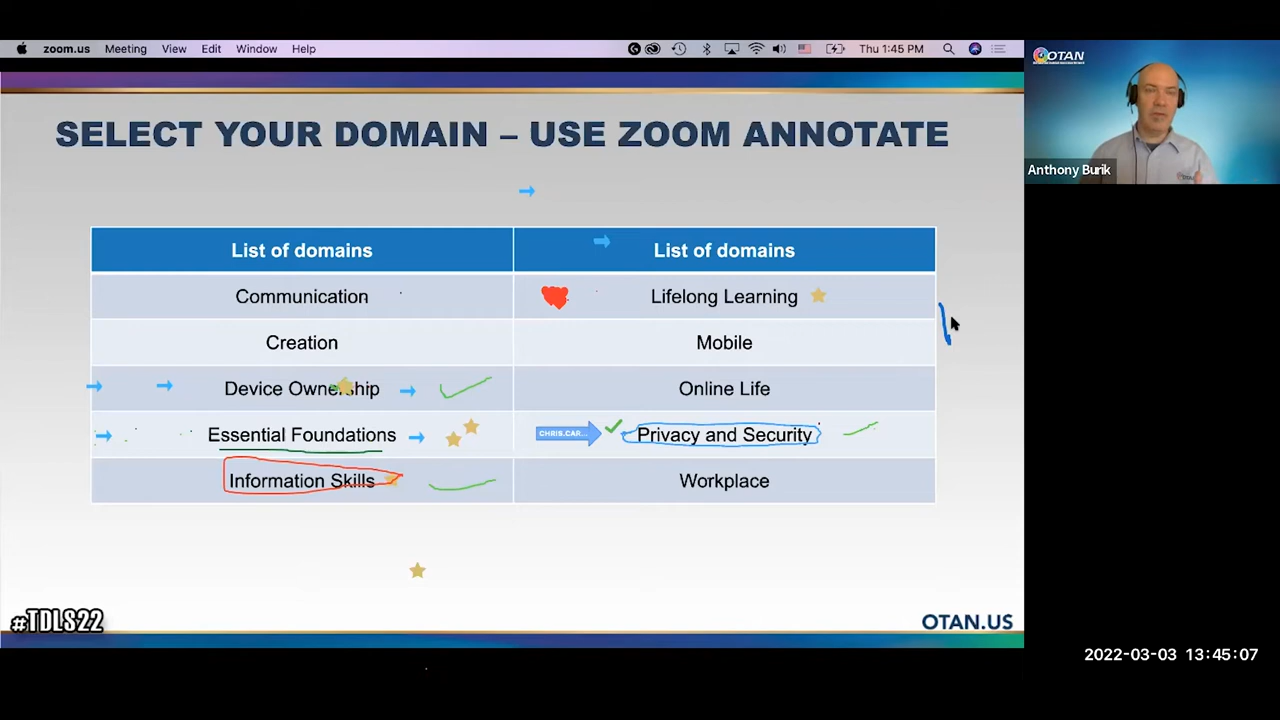 zoom.us Meeting View Edit Window Help Thu 1:45 PM
OTAN
Anthony Burik
SELECT YOUR DOMAIN – USE ZOOM ANNOTATE
List of domains List of domains
Communication Lifelong Learning
Creation Mobile
Device Ownership Online Life
Essential Foundations CHRIS.CAR... Privacy and Security
Information Skills Workplace
#TDLS22 OTAN.US
2022-03-03 13:45:07